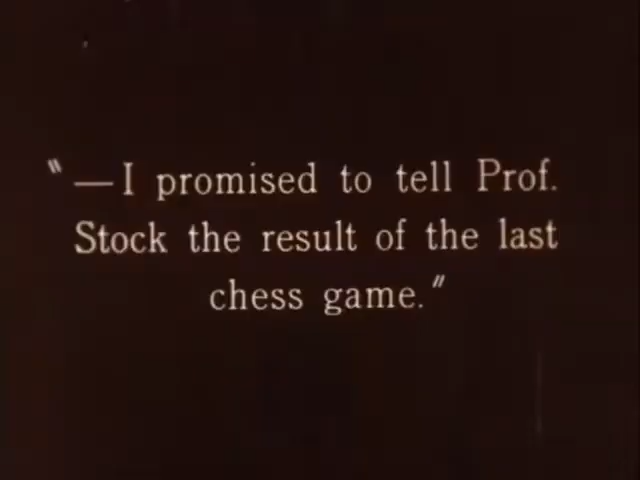 "—I promised to tell Prof.
Stock the result of the last
chess game."